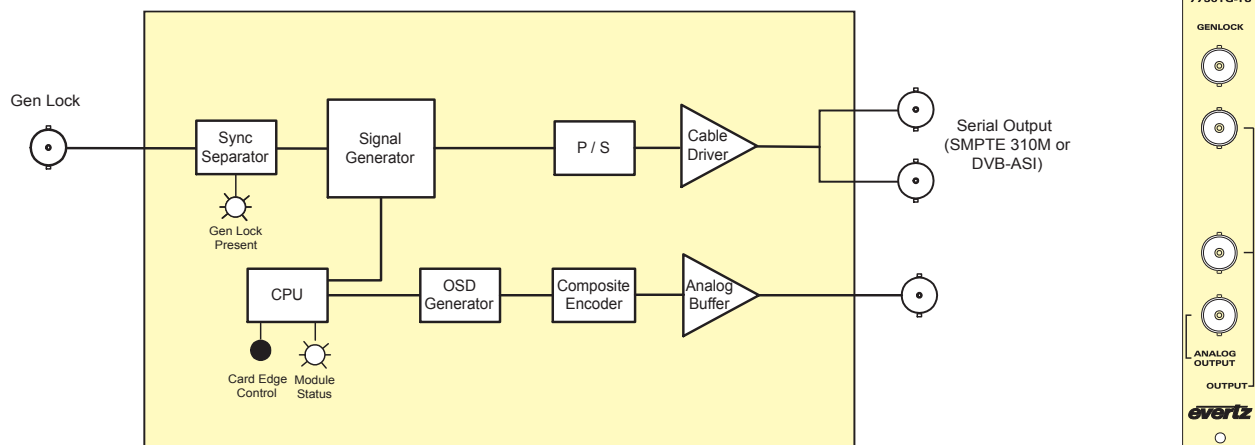 Gen Lock
Sync
Separator
Gen Lock
Present
Signal
Generator
P / S
Cable
Driver
Serial Output
(SMPTE 310M or
DVB-ASI)
CPU
Card Edge
Control
Module
Status
OSD
Generator
Composite
Encoder
Analog
Buffer
GENLOCK
ANALOG
OUTPUT
OUTPUT
evertz